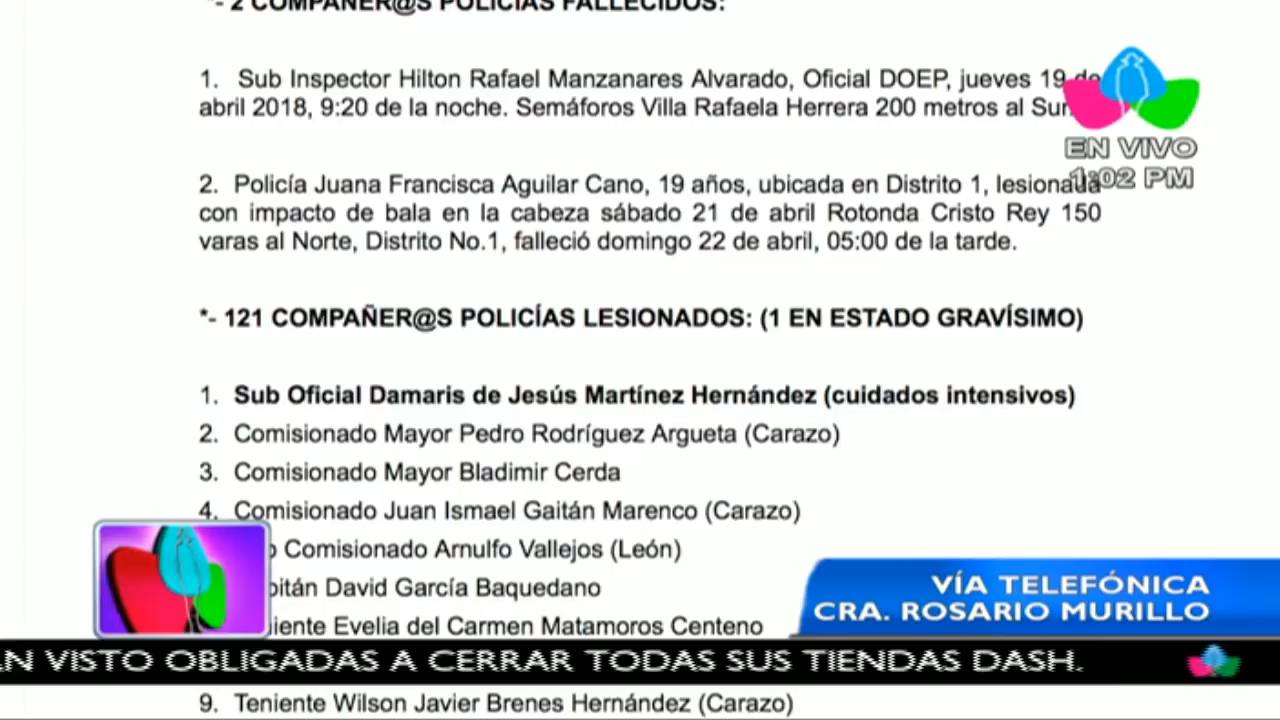 *- 2 COMPAÑER@S POLICÍAS FALLECIDOS:
1. Sub Inspector Hilton Rafael Manzanares Alvarado, Oficial DOEP, jueves 19 de
abril 2018, 9:20 de la noche. Semáforos Villa Rafaela Herrera 200 metros al Sur.
EN VIVO
1:02 PM
2. Policía Juana Francisca Aguilar Cano, 19 años, ubicada en Distrito 1, lesionada
con impacto de bala en la cabeza sábado 21 de abril Rotonda Cristo Rey 150
varas al Norte, Distrito No.1, falleció domingo 22 de abril, 05:00 de la tarde.
*- 121 COMPAÑER@S POLICÍAS LESIONADOS: (1 EN ESTADO GRAVÍSIMO)
1. Sub Oficial Damaris de Jesús Martínez Hernández (cuidados intensivos)
2. Comisionado Mayor Pedro Rodríguez Argueta (Carazo)
3. Comisionado Mayor Bladimir Cerda
4. Comisionado Juan Ismael Gaitán Marenco (Carazo)
Comisionado Arnulfo Vallejos (León)
David García Baquedano
Evelia del Carmen Matamoros Centeno
VÍA TELEFÓNICA
CRA. ROSARIO MURILLO
VISTO OBLIGADAS A CERRAR TODAS SUS TIENDAS DASH.
9. Teniente Wilson Javier Brenes Hernández (Carazo)